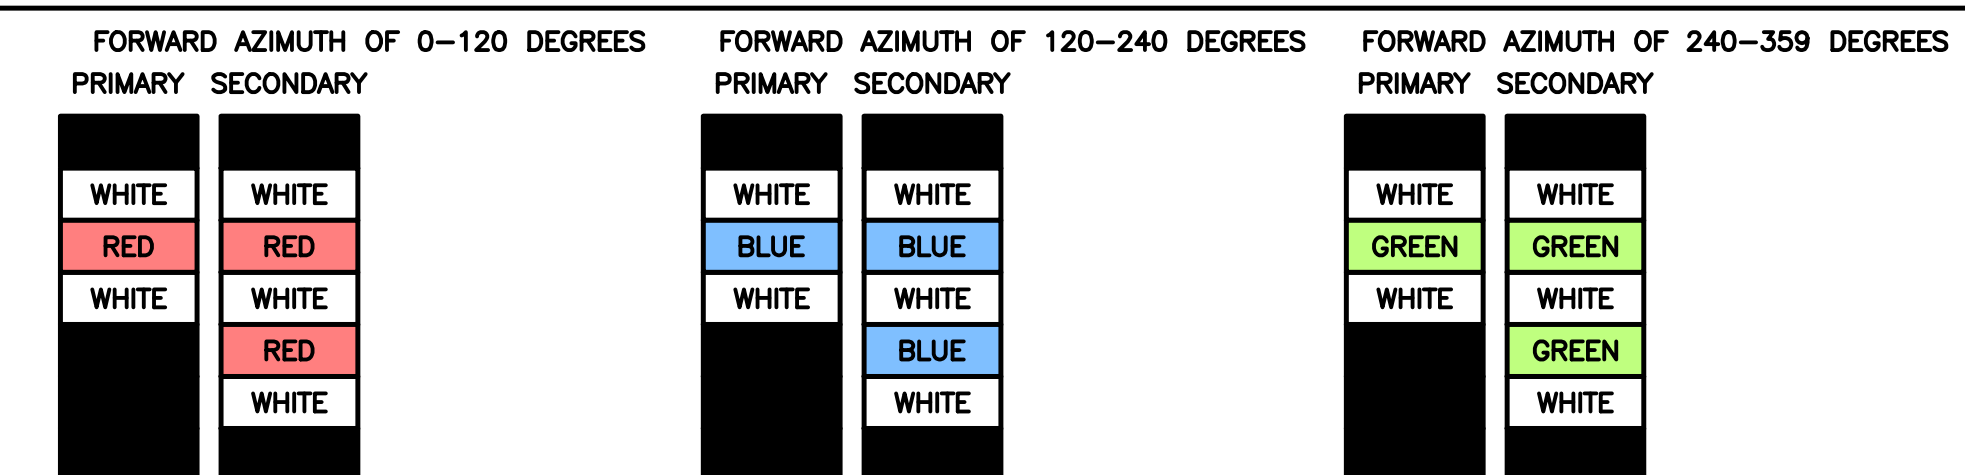 FORWARD AZIMUTH OF 0-120 DEGREES
PRIMARY SECONDARY
WHITE WHITE
RED RED
WHITE WHITE
RED
WHITE
FORWARD AZIMUTH OF 120-240 DEGREES
PRIMARY SECONDARY
WHITE WHITE
BLUE BLUE
WHITE WHITE
BLUE
WHITE
FORWARD AZIMUTH OF 240-359 DEGREES
PRIMARY SECONDARY
WHITE WHITE
GREEN GREEN
WHITE WHITE
GREEN
WHITE